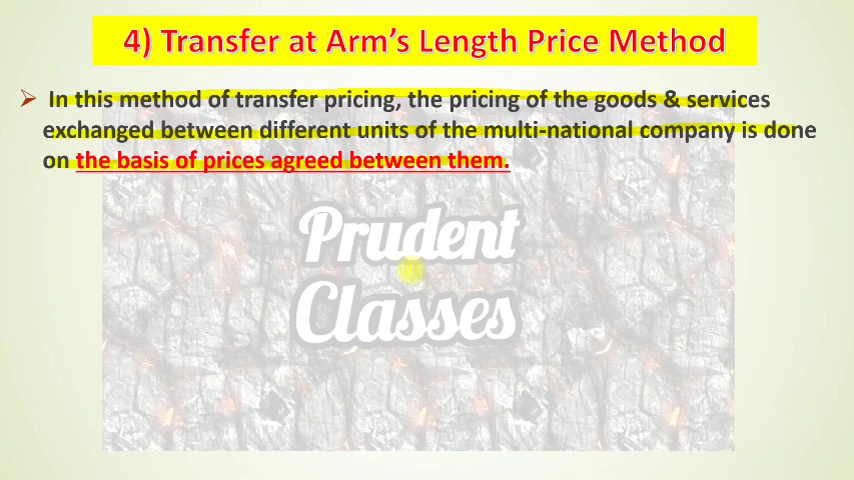 4) Transfer at Arm's Length Price Method
➢ In this method of transfer pricing, the pricing of the goods & services
exchanged between different units of the multi-national company is done
on the basis of prices agreed between them.
Prudent
Classes